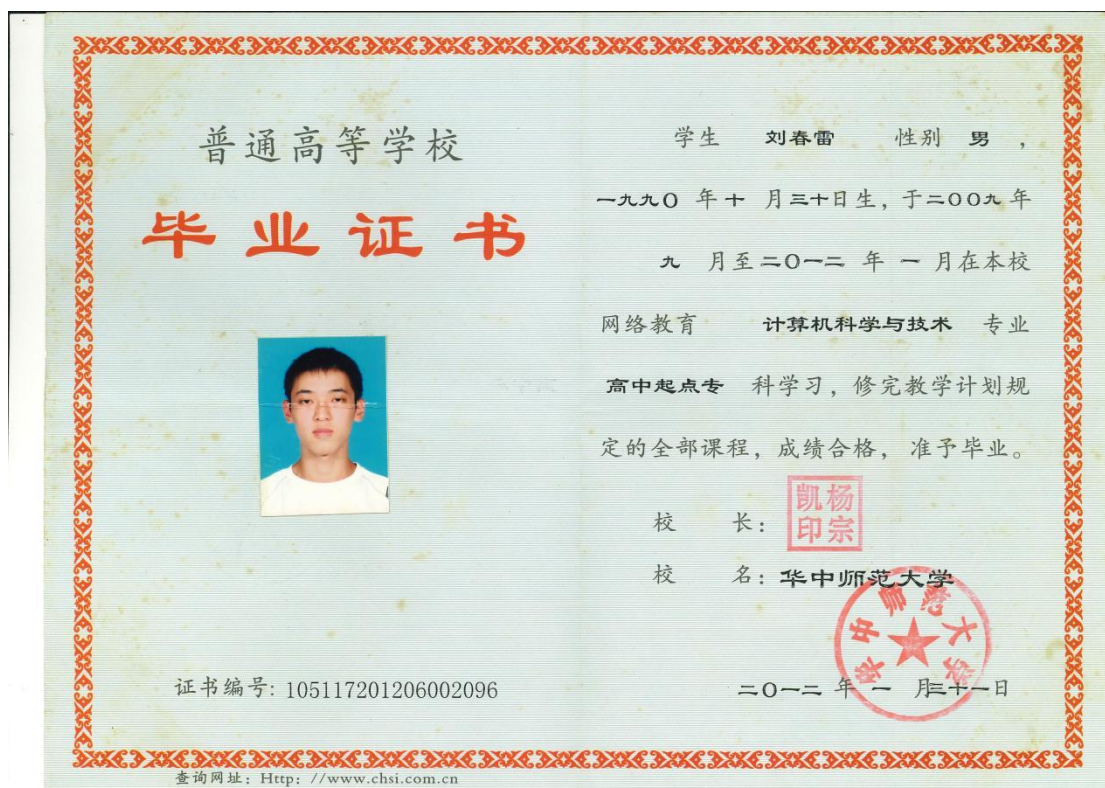 普通高等学校
毕业证书
证书编号: 105117201206002096
查询网址: Http: //www.chsi.com.cn
学生 刘春雷 性别 男 ,
一九九0 年 十 月 三十 日生, 于 二00九 年
九 月至 二0一二 年 一 月在本校
网络教育 计算机科学与技术 专业
高中起点专 科学习, 修完教学计划规
定的全部课程, 成绩合格, 准予毕业。
校 长:
杨宗凯印
校 名: 华中师范大学
华中师范大学
二0一二 年 一 月三十一日